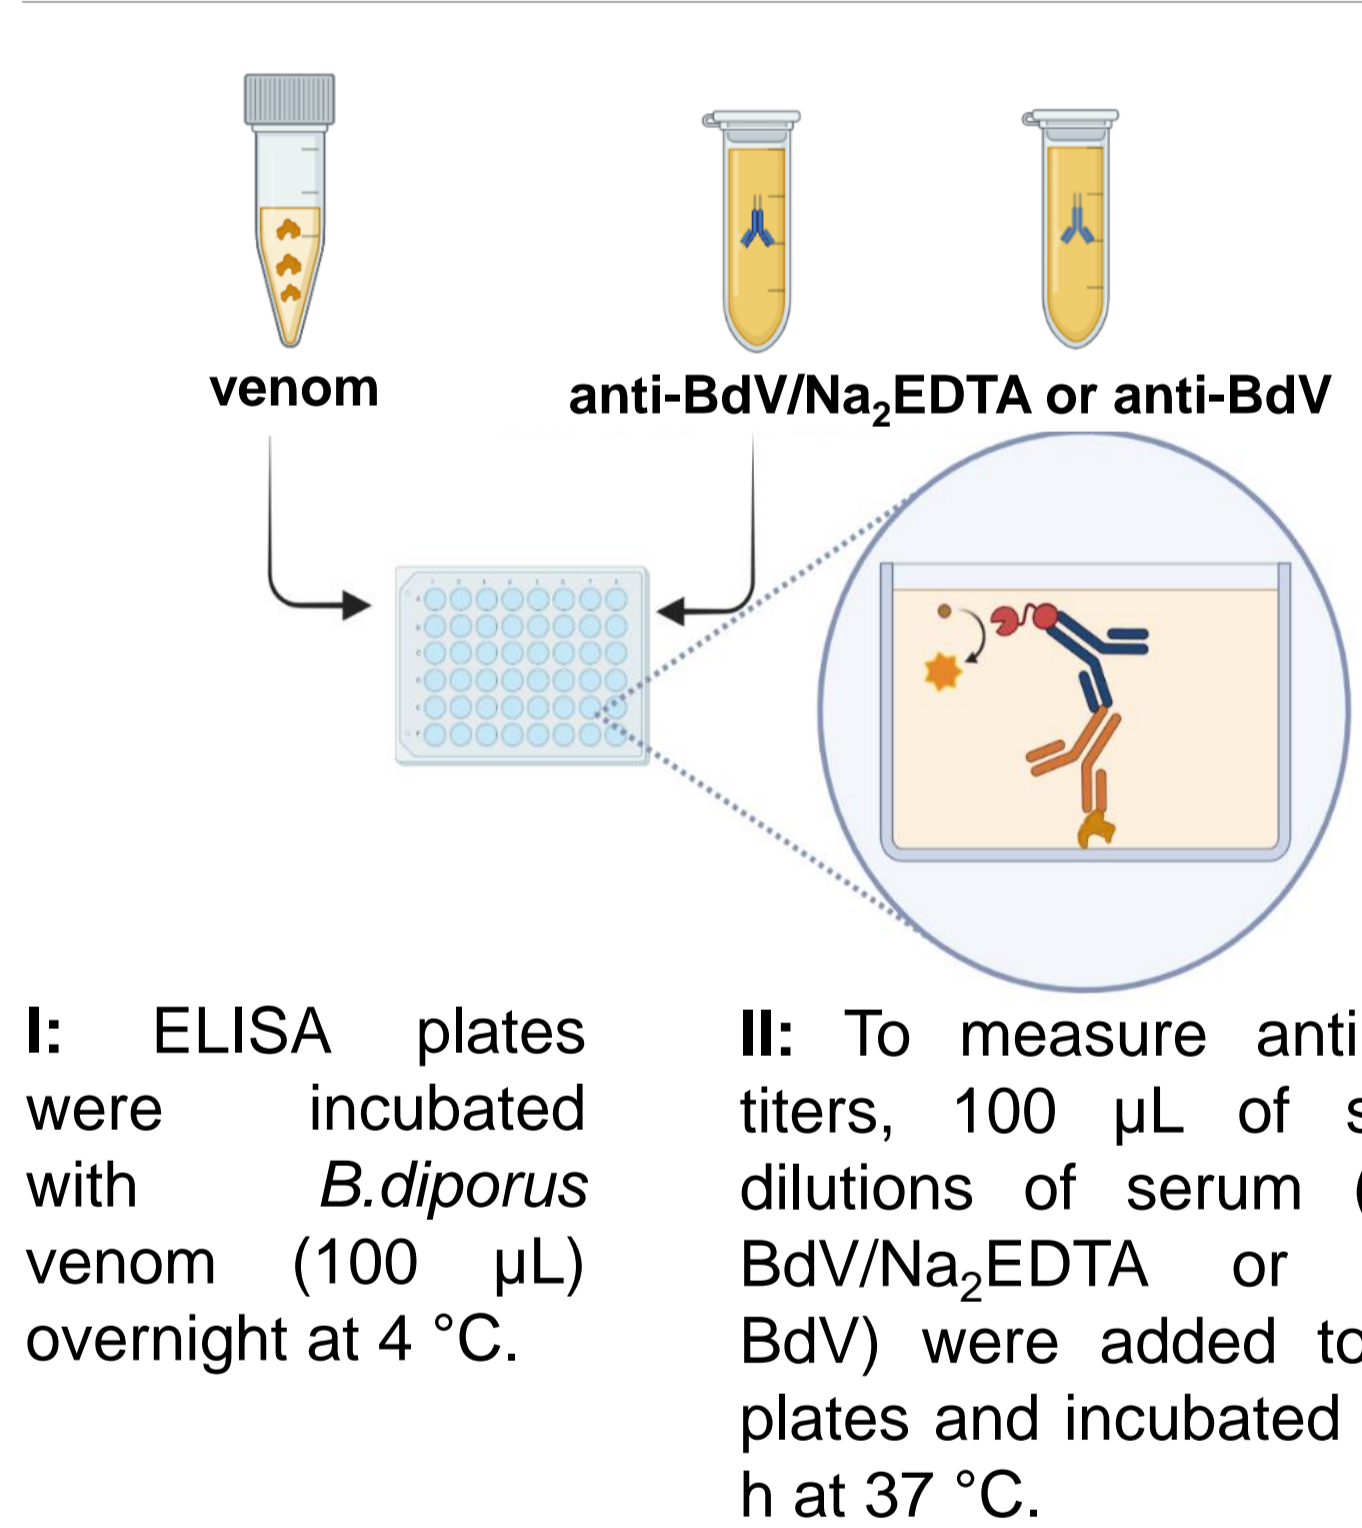 venom
anti-BdV/Na₂EDTA or anti-BdV
I: ELISA plates
were incubated
with B.diporus
venom (100 µL)
overnight at 4 °C.
II: To measure anti
titers, 100 µL of
dilutions of serum (
BdV/Na₂EDTA or
BdV) were added to
plates and incubated
h at 37 °C.